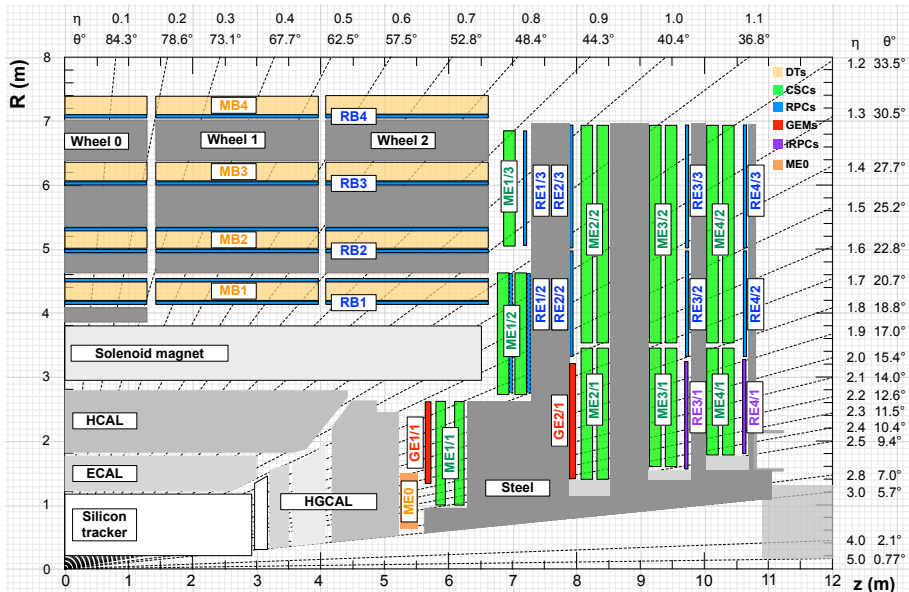 η 0.1 0.2 0.3 0.4 0.5 0.6 0.7 0.8 0.9 1.0 1.1
θ° 84.3° 78.6° 73.1° 67.7° 62.5° 57.5° 52.8° 48.4° 44.3° 40.4° 36.8° η θ°
R (m)
8
7
6
5
4
3
2
1
0
1.2 33.5°
1.3 30.5°
1.4 27.7°
1.5 25.2°
1.6 22.8°
1.7 20.7°
1.8 18.8°
1.9 17.0°
2.0 15.4°
2.1 14.0°
2.2 12.6°
2.3 11.5°
2.4 10.4°
2.5 9.4°
2.8 7.0°
3.0 5.7°
4.0 2.1°
5.0 0.77°
DTs
CSCs
RPCs
GEMs
iRPCs
ME0
MB4
RB4
Wheel 0 Wheel 1 Wheel 2
MB3
RB3
MB2
RB2
MB1
RB1
Solenoid magnet
HCAL
ECAL
Silicon
tracker
HGCAL
Steel
ME0
GE1/1
ME1/1
ME1/2
ME1/3
RE1/3
RE2/3
RE1/2
RE2/2
GE2/1
ME2/2
ME2/1
ME3/2
ME3/1
RE3/3
RE3/2
RE3/1
ME4/2
ME4/1
RE4/3
RE4/2
RE4/1
0 1 2 3 4 5 6 7 8 9 10 11 12
z (m)